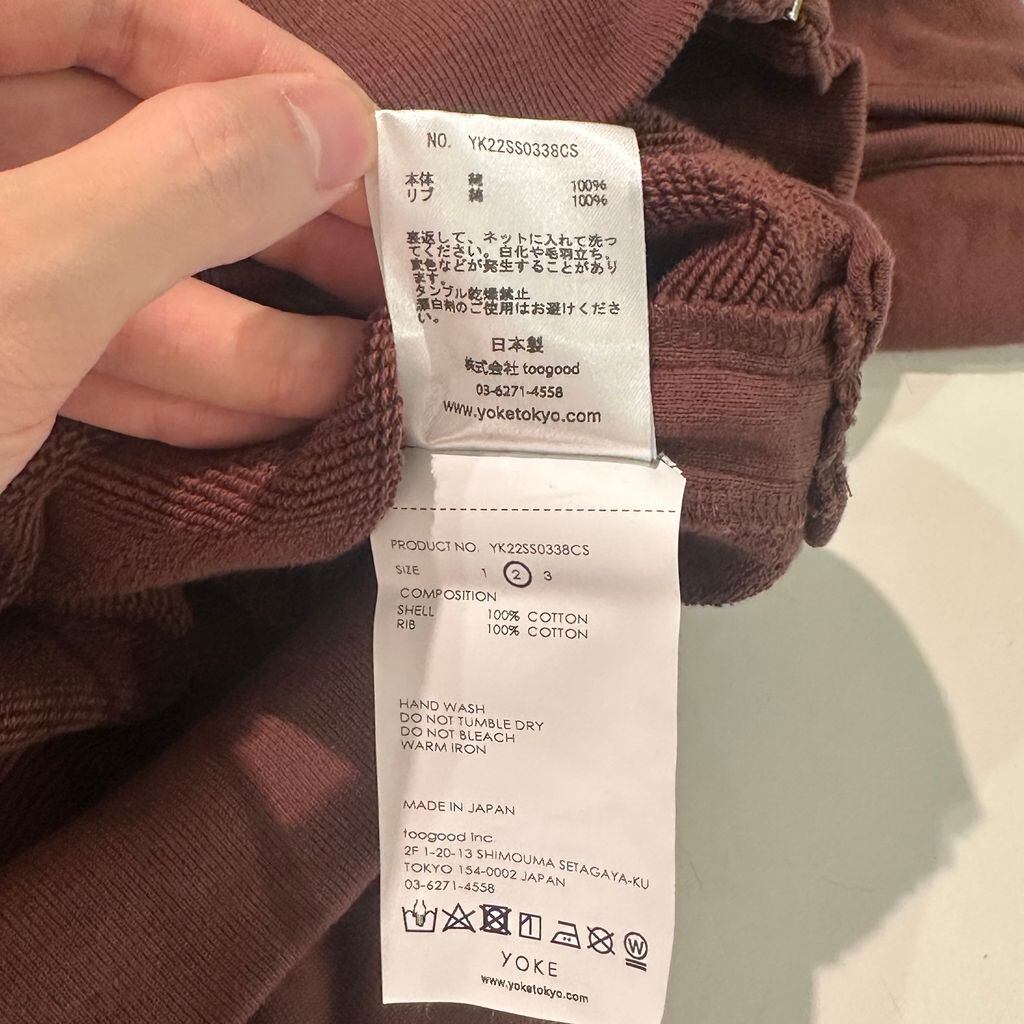 NO. YK22SS0338CS
本体 綿 100%
リブ 綿 100%
裏返して、ネットに入れて洗っ
てください。白化や毛羽立ち、
変色などが発生することがあり
ます。
タンブル乾燥禁止
漂白剤のご使用はお避けくださ
い。
日本製
株式会社 toogood
03-6271-4558
www.yoketokyo.com
PRODUCT NO. YK22SS0338CS
SIZE 1 2 3
COMPOSITION
SHELL 100% COTTON
RIB 100% COTTON
HAND WASH
DO NOT TUMBLE DRY
DO NOT BLEACH
WARM IRON
MADE IN JAPAN
toogood inc
2F 1-20-13 SHIMOUMA SETAGAYA-KU
TOKYO 154-0002 JAPAN
03-6271-4558
W
YOKE
www.yoketokyo.com